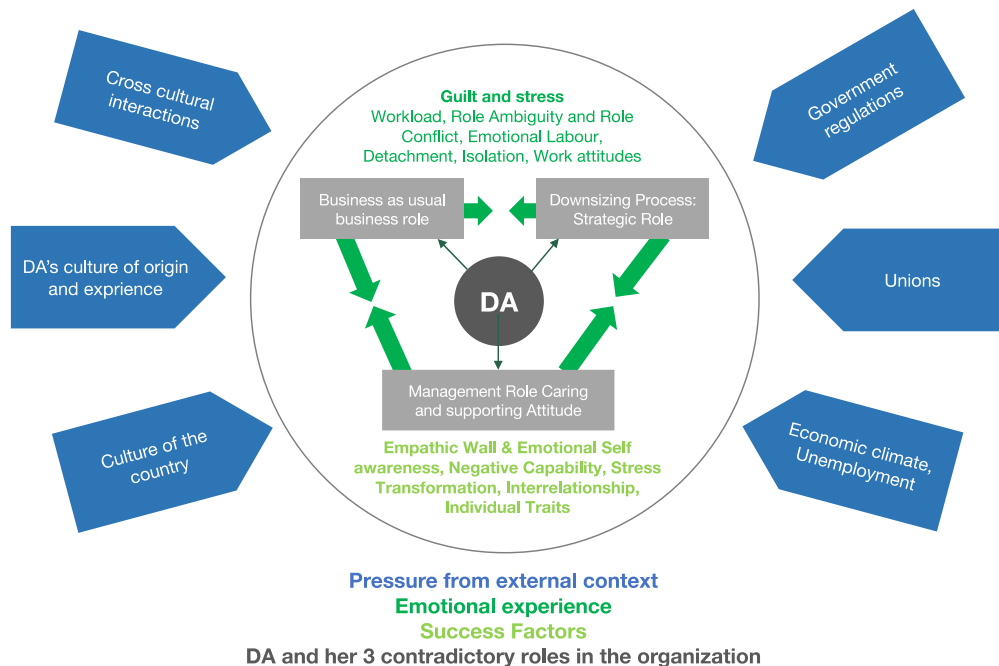 Cross cultural
interactions
Government
regulations
Guilt and stress
Workload, Role Ambiguity and Role
Conflict, Emotional Labour,
Detachment, Isolation, Work attitudes
Business as usual
business role
Downsizing Process:
Strategic Role
DA's culture of origin
and exprience
DA
Unions
Management Role Caring
and supporting Attitude
Culture of the
country
Economic climate,
Unemployment
Empathic Wall & Emotional Self
awareness, Negative Capability, Stress
Transformation, Interrelationship,
Individual Traits
Pressure from external context
Emotional experience
Success Factors
DA and her 3 contradictory roles in the organization